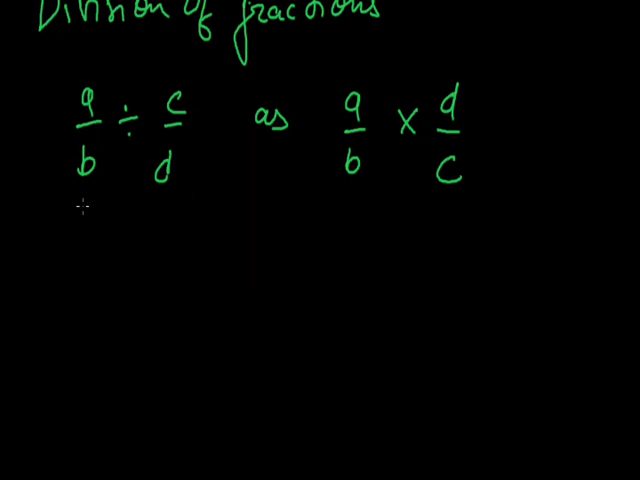 Division of fractions
a/b ÷ c/d as a/b × d/c